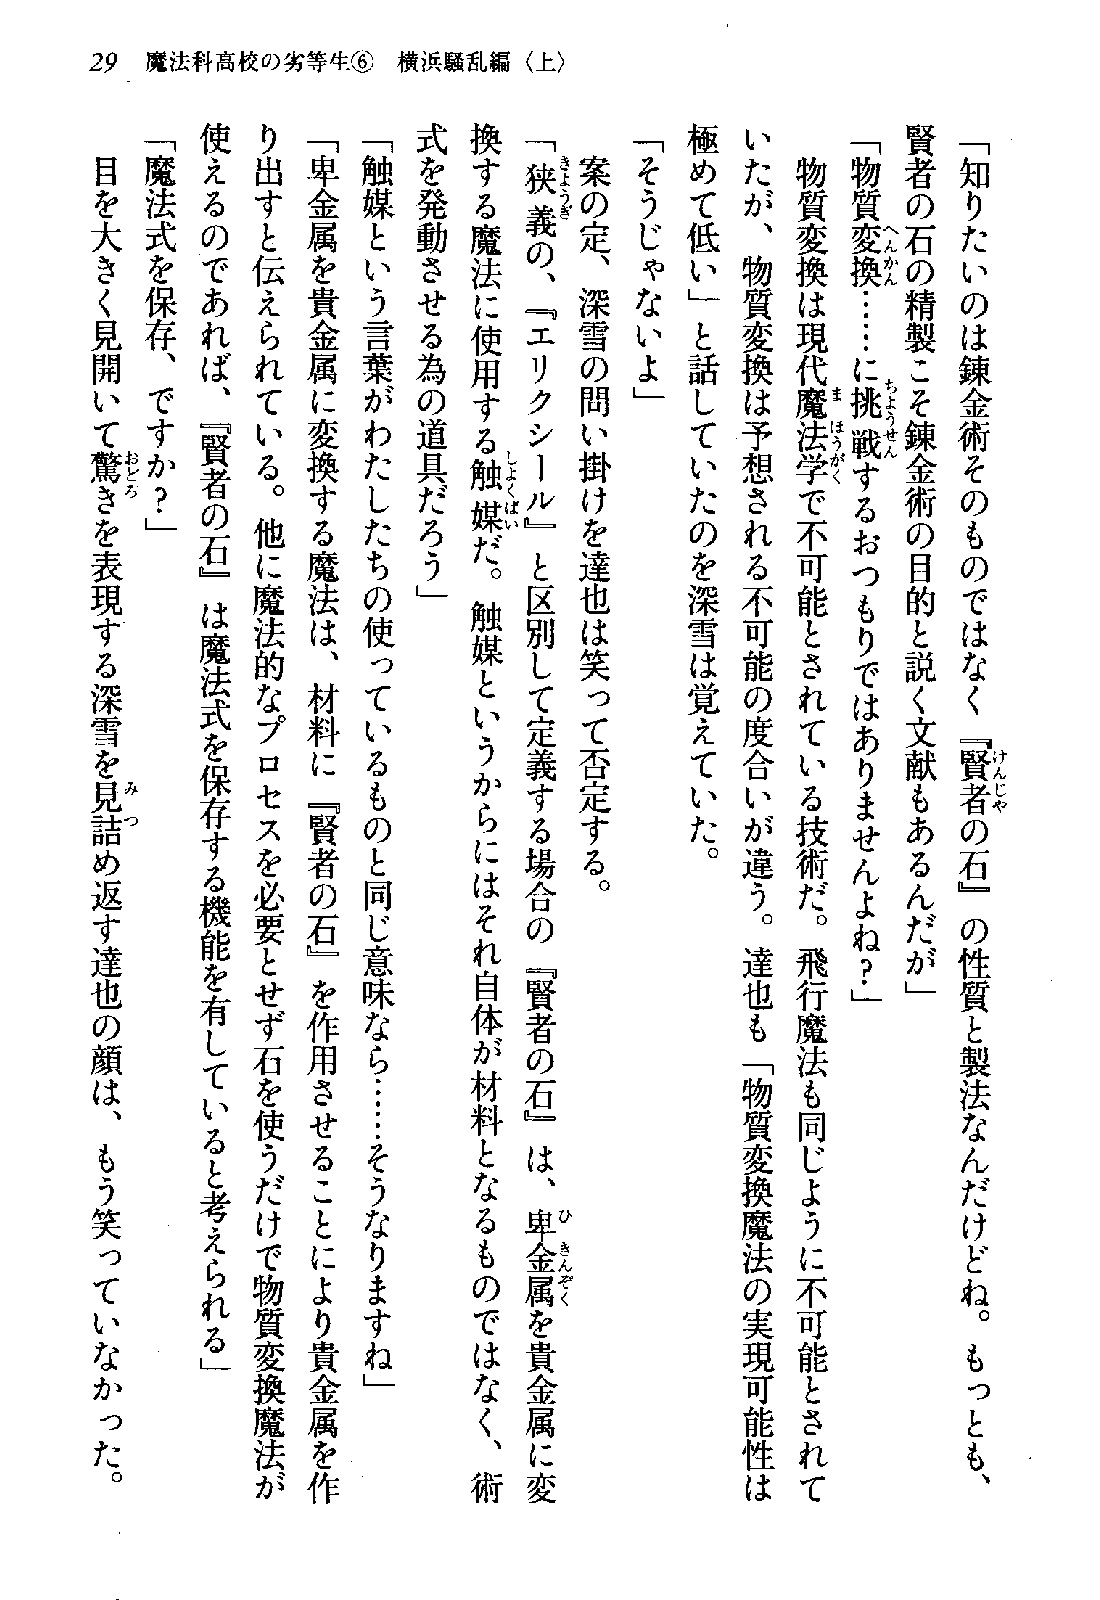 29　魔法科高校の劣等生⑥　横浜騒乱編〈上〉
「知りたいのは錬金術そのものではなく『賢者の石』の性質と製法なんだけどね。もっとも、
賢者の石の精製こそ錬金術の目的と説く文献もあるんだが」
「物質変換……に挑戦するおつもりではありませんよね？」
　物質変換は現代魔法学で不可能とされている技術だ。飛行魔法も同じように不可能とされて
いたが、物質変換は予想される不可能の度合いが違う。達也も「物質変換魔法の実現可能性は
極めて低い」と話していたのを深雪は覚えていた。
「そうじゃないよ」
　案の定、深雪の問い掛けを達也は笑って否定する。
「狭義の、『エリクシール』と区別して定義する場合の『賢者の石』は、卑金属を貴金属に変
換する魔法に使用する触媒だ。触媒というからにはそれ自体が材料となるものではなく、術
式を発動させる為の道具だろう」
「触媒という言葉がわたしたちの使っているものと同じ意味なら……そうなりますね」
「卑金属を貴金属に変換する魔法は、材料に『賢者の石』を作用させることにより貴金属を作
り出すと伝えられている。他に魔法的なプロセスを必要とせず石を使うだけで物質変換魔法が
使えるのであれば、『賢者の石』は魔法式を保存する機能を有していると考えられる」
「魔法式を保存、ですか？」
　目を大きく見開いて驚きを表現する深雪を見詰め返す達也の顔は、もう笑っていなかった。